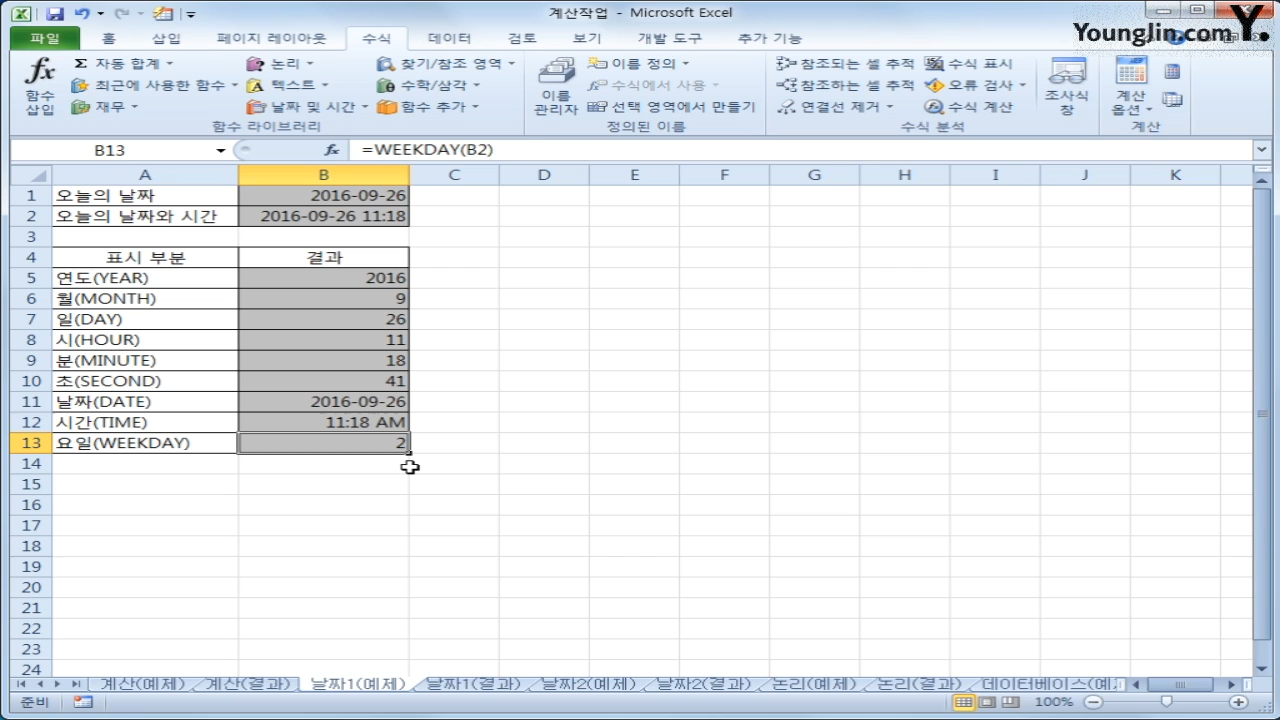 계산작업 - Microsoft Excel
YoungJin.com Y.
파일 홈 삽입 페이지 레이아웃 수식 데이터 검토 보기 개발 도구 추가 기능
fx 함수 삽입
Σ 자동 합계
최근에 사용한 함수
재무
논리
텍스트
날짜 및 시간
찾기/참조 영역
수학/삼각
함수 추가
함수 라이브러리
이름 관리자
이름 정의
수식에서 사용
선택 영역에서 만들기
정의된 이름
참조되는 셀 추적
참조하는 셀 추적
연결선 제거
수식 표시
오류 검사
수식 계산
수식 분석
조사식 창
계산 옵션
계산
B13 fx =WEEKDAY(B2)
A B C D E F G H I J K
1 오늘의 날짜 2016-09-26
2 오늘의 날짜와 시간 2016-09-26 11:18
3
4 표시 부분 결과
5 연도(YEAR) 2016
6 월(MONTH) 9
7 일(DAY) 26
8 시(HOUR) 11
9 분(MINUTE) 18
10 초(SECOND) 41
11 날짜(DATE) 2016-09-26
12 시간(TIME) 11:18 AM
13 요일(WEEKDAY) 2
14
15
16
17
18
19
20
21
22
23
24
계산(예제) 계산(결과) 날짜1(예제) 날짜1(결과) 날짜2(예제) 날짜2(결과) 논리(예제) 논리(결과) 데이터베이스(예
준비 100%